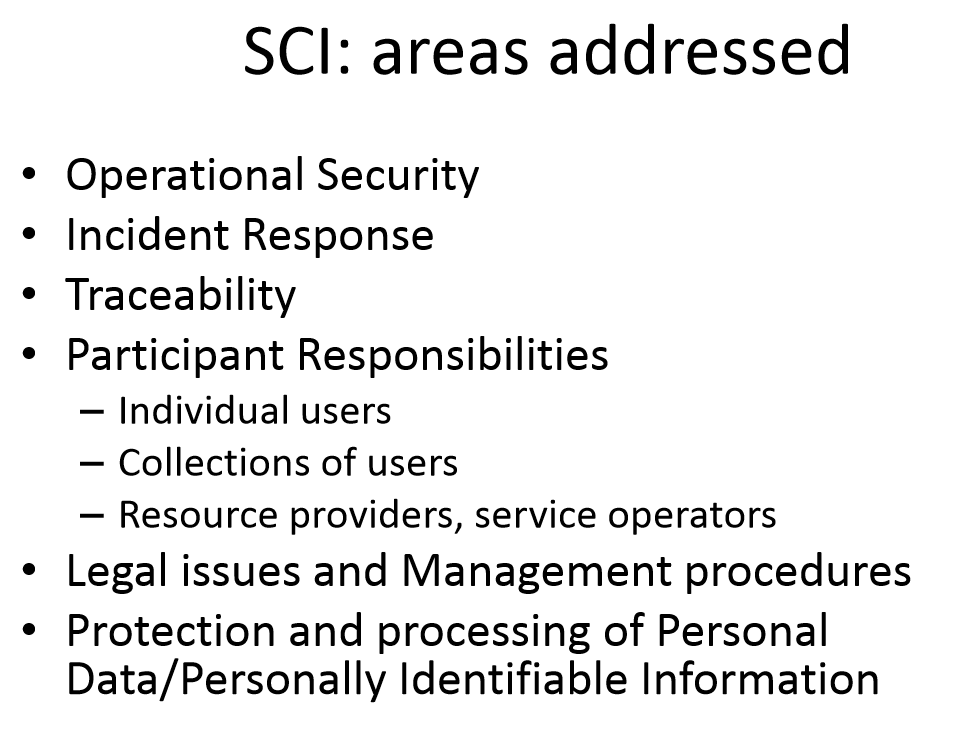 SCI: areas addressed
• Operational Security
• Incident Response
• Traceability
• Participant Responsibilities
– Individual users
– Collections of users
– Resource providers, service operators
• Legal issues and Management procedures
• Protection and processing of Personal
Data/Personally Identifiable Information